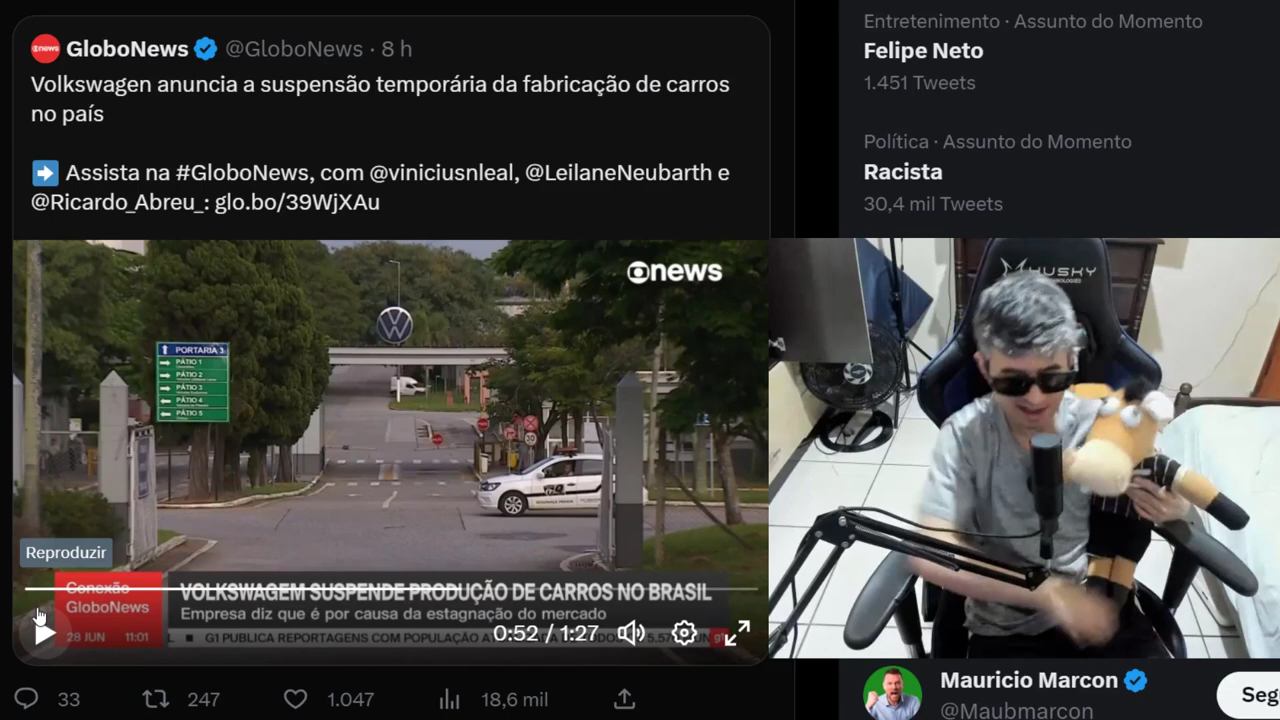 GloboNews @GloboNews · 8 h
Volkswagen anuncia a suspensão temporária da fabricação de carros
no país
Assista na #GloboNews, com @viniciusnleal, @LeilaneNeubarth e
@Ricardo_Abreu_: glo.bo/39WjXAu
news
PORTARIA 3
PÁTIO 1
PÁTIO 2
PÁTIO 3
PÁTIO 4
PÁTIO 5
30
Reproduzir
Conexão
GloboNews
28 JUN 11:01
VOLKSWAGEM SUSPENDE PRODUÇÃO DE CARROS NO BRASIL
Empresa diz que é por causa da estagnação do mercado
G1 PUBLICA REPORTAGENS COM POPULAÇÃO
0:52 / 1:27
33
247
1.047
18,6 mil
Entretenimento · Assunto do Momento
Felipe Neto
1.451 Tweets
Política · Assunto do Momento
Racista
30,4 mil Tweets
HUSKY
Mauricio Marcon
@Maubmarcon
Seg